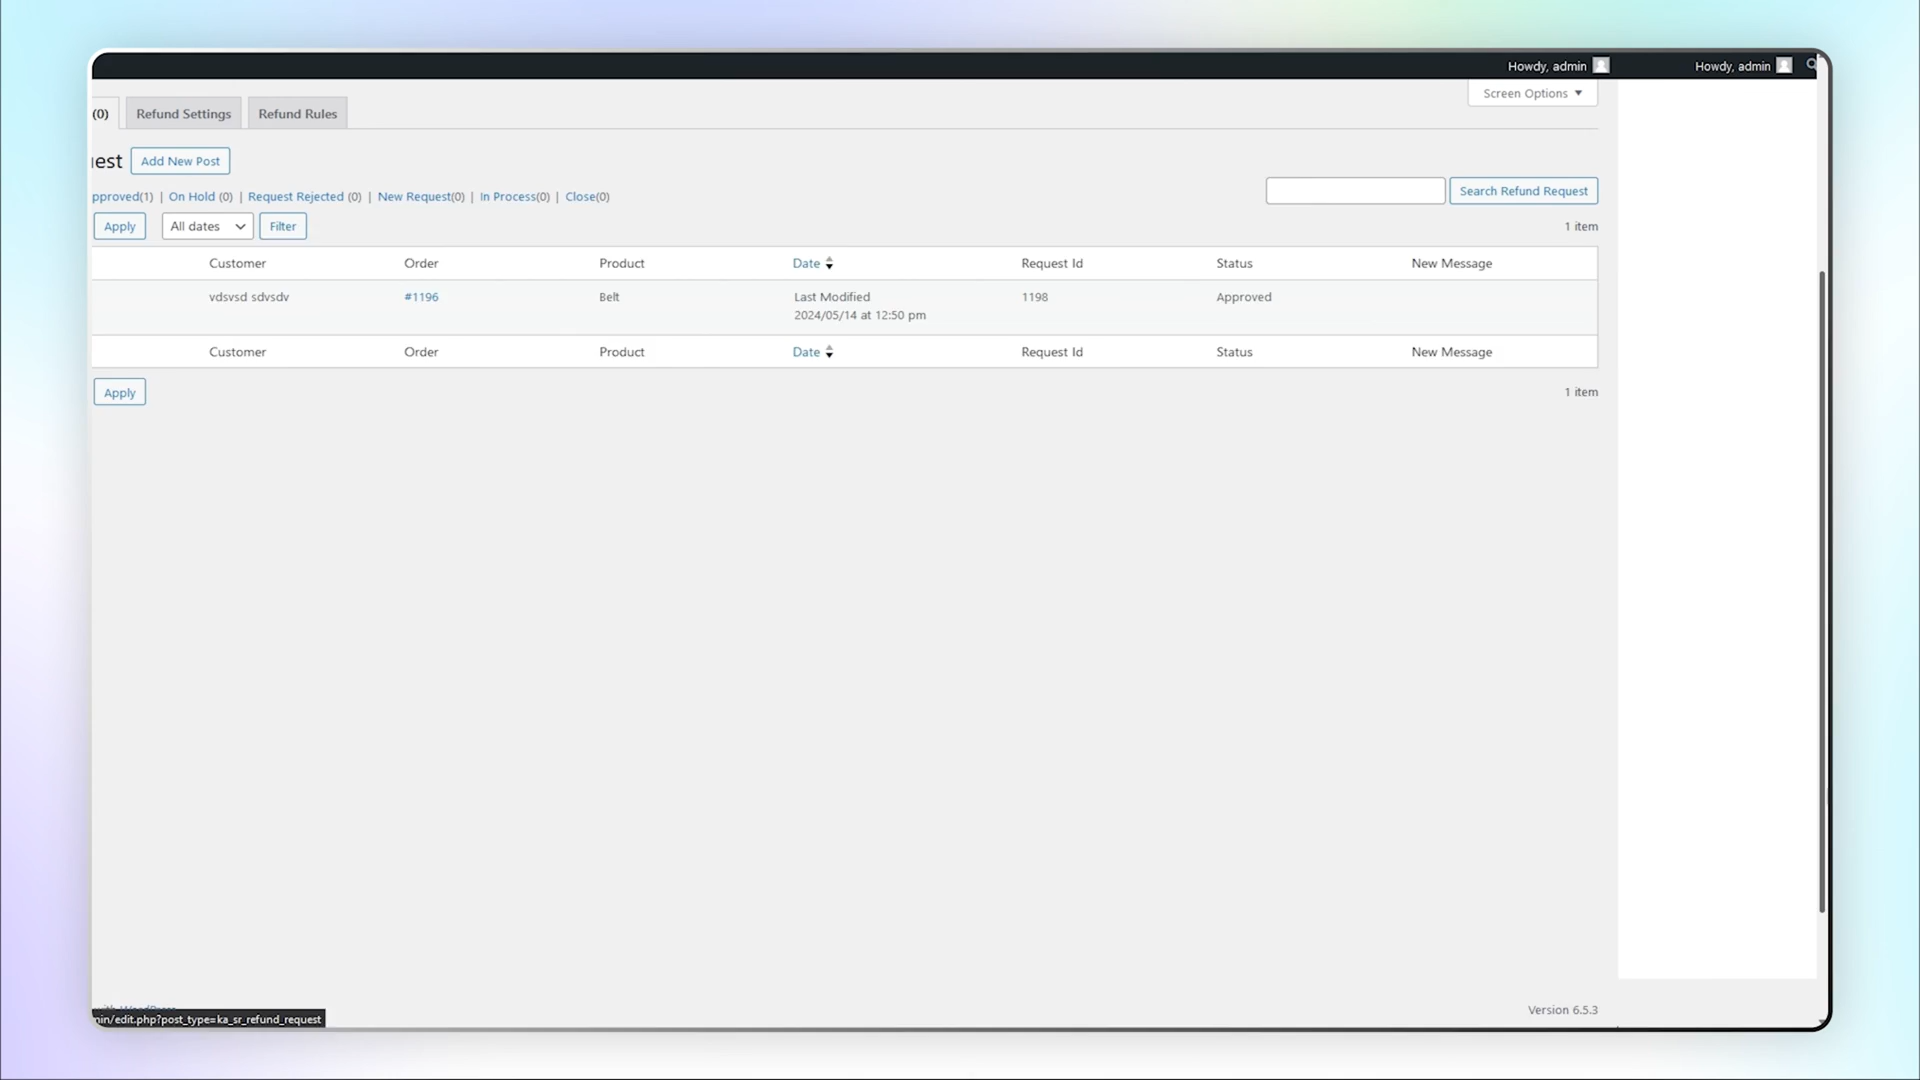 Howdy, admin Howdy, admin
Screen Options
(0) Refund Settings Refund Rules
uest Add New Post
pproved(1) | On Hold (0) | Request Rejected (0) | New Request(0) | In Process(0) | Close(0)
Search Refund Request
Apply All dates Filter 1 item
Customer Order Product Date Request Id Status New Message
vdsvsd sdvsdv #1196 Belt Last Modified 1198 Approved
2024/05/14 at 12:50 pm
Customer Order Product Date Request Id Status New Message
Apply 1 item
with WordPress Version 6.5.3
min/edit.php?post_type=ka_sr_refund_request